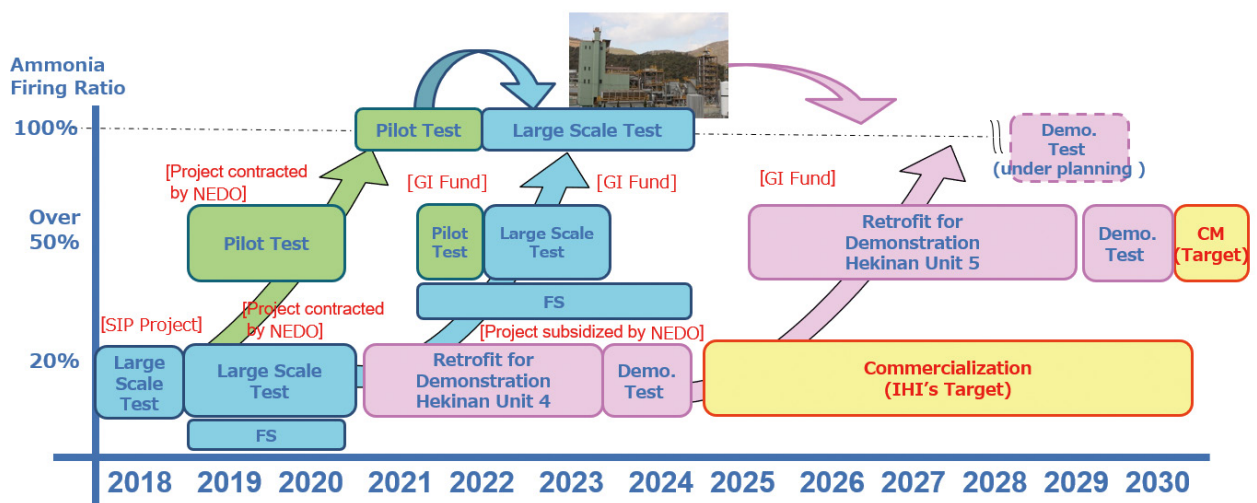 Ammonia
Firing Ratio
100%
Pilot Test
Large Scale Test
Demo.
Test
(under planning )
[Project contracted
by NEDO]
[GI Fund]
[GI Fund]
[GI Fund]
Over
50%
Pilot Test
Pilot
Test
Large Scale
Test
Retrofit for
Demonstration
Hekinan Unit 5
Demo.
Test
CM
(Target)
FS
[SIP Project]
[Project contracted
by NEDO]
[Project subsidized by NEDO]
20%
Large
Scale
Test
Large Scale
Test
Retrofit for
Demonstration
Hekinan Unit 4
Demo.
Test
Commercialization
(IHI’s Target)
FS
2018 2019 2020 2021 2022 2023 2024 2025 2026 2027 2028 2029 2030